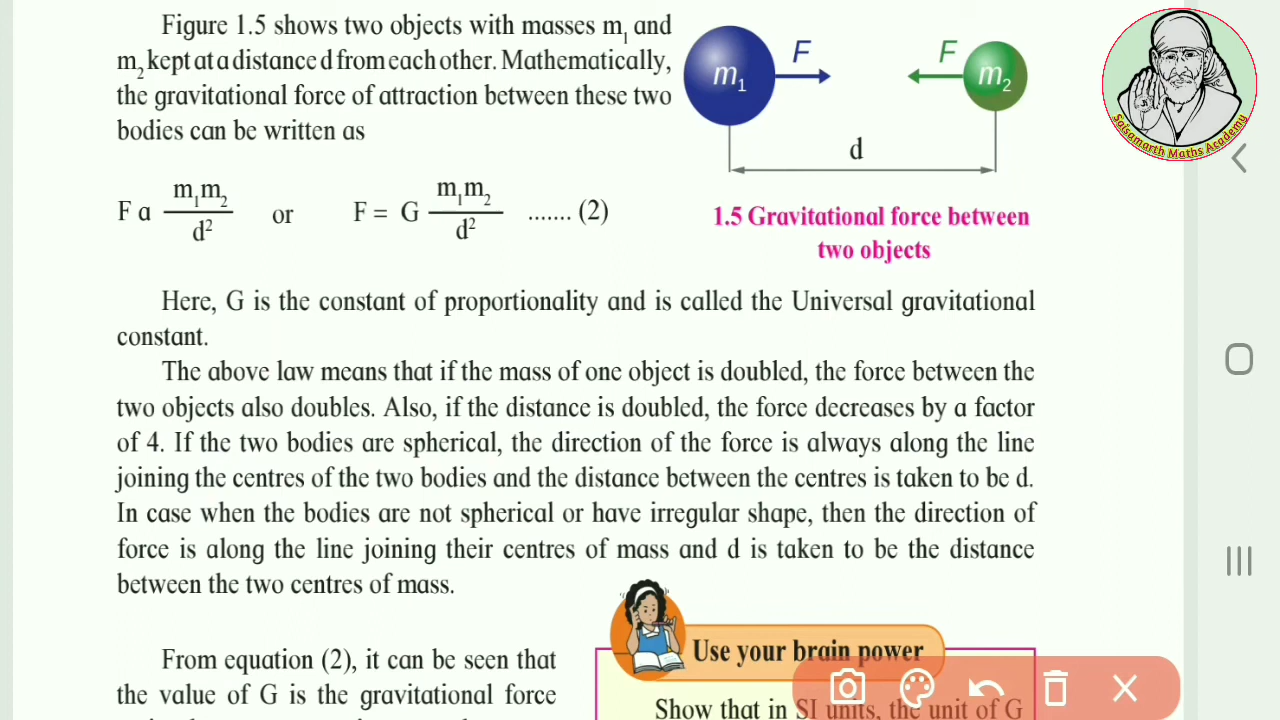 Figure 1.5 shows two objects with masses m₁ and
m₂ kept at a distance d from each other. Mathematically,
the gravitational force of attraction between these two
bodies can be written as
F α m₁m₂/d² or F = G m₁m₂/d² ....... (2)
m₁ F F m₂
d
1.5 Gravitational force between
two objects
Saisamarth Maths Academy
Here, G is the constant of proportionality and is called the Universal gravitational
constant.
The above law means that if the mass of one object is doubled, the force between the
two objects also doubles. Also, if the distance is doubled, the force decreases by a factor
of 4. If the two bodies are spherical, the direction of the force is always along the line
joining the centres of the two bodies and the distance between the centres is taken to be d.
In case when the bodies are not spherical or have irregular shape, then the direction of
force is along the line joining their centres of mass and d is taken to be the distance
between the two centres of mass.
From equation (2), it can be seen that
the value of G is the gravitational force
Use your brain power
Show that in SI units, the unit of G